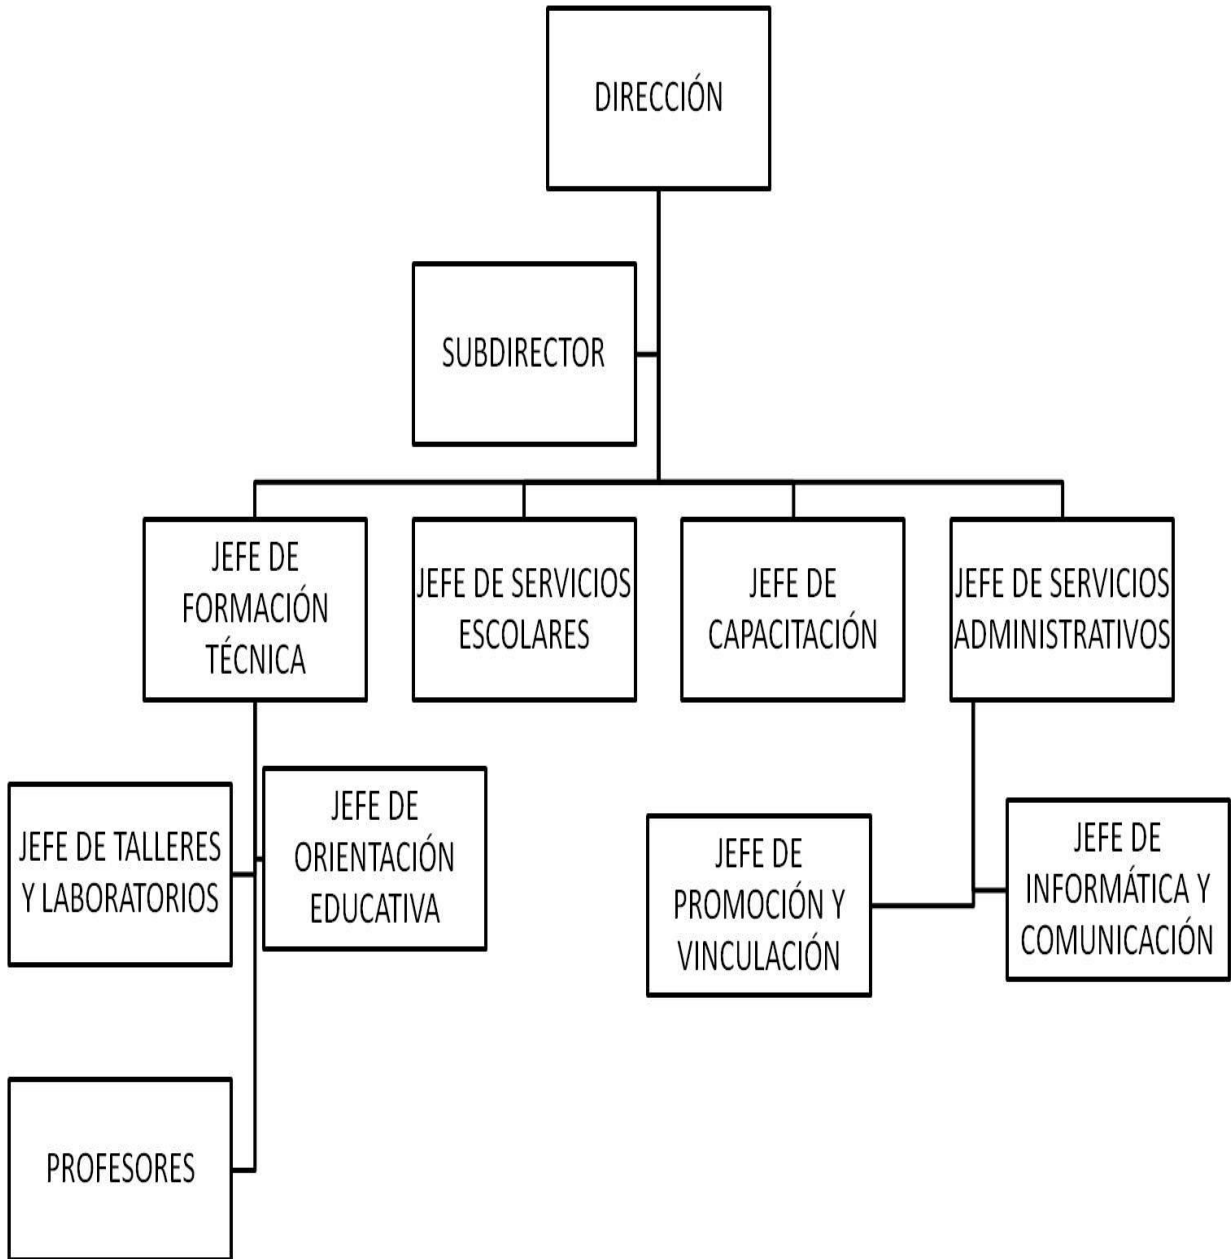 DIRECCIÓN
SUBDIRECTOR
JEFE DE
FORMACIÓN
TÉCNICA
JEFE DE SERVICIOS
ESCOLARES
JEFE DE
CAPACITACIÓN
JEFE DE SERVICIOS
ADMINISTRATIVOS
JEFE DE TALLERES
Y LABORATORIOS
JEFE DE
ORIENTACIÓN
EDUCATIVA
JEFE DE
PROMOCIÓN Y
VINCULACIÓN
JEFE DE
INFORMÁTICA Y
COMUNICACIÓN
PROFESORES